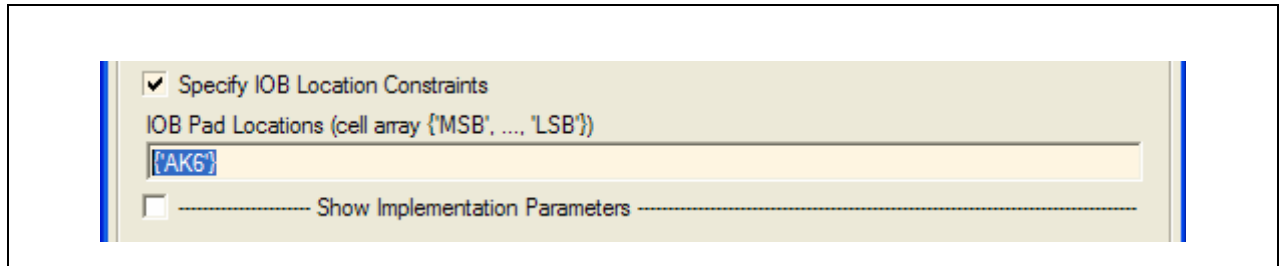 Specify IOB Location Constraints
IOB Pad Locations (cell array {'MSB', ..., 'LSB'})
{'AK6'}
---------------------- Show Implementation Parameters ----------------------------------------------------------------------------------